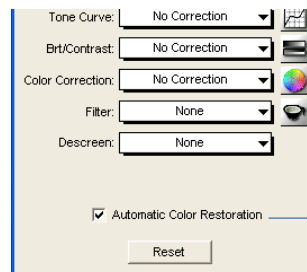 Tone Curve: No Correction
Brt/Contrast: No Correction
Color Correction: No Correction
Filter: None
Descreen: None
Automatic Color Restoration
Reset